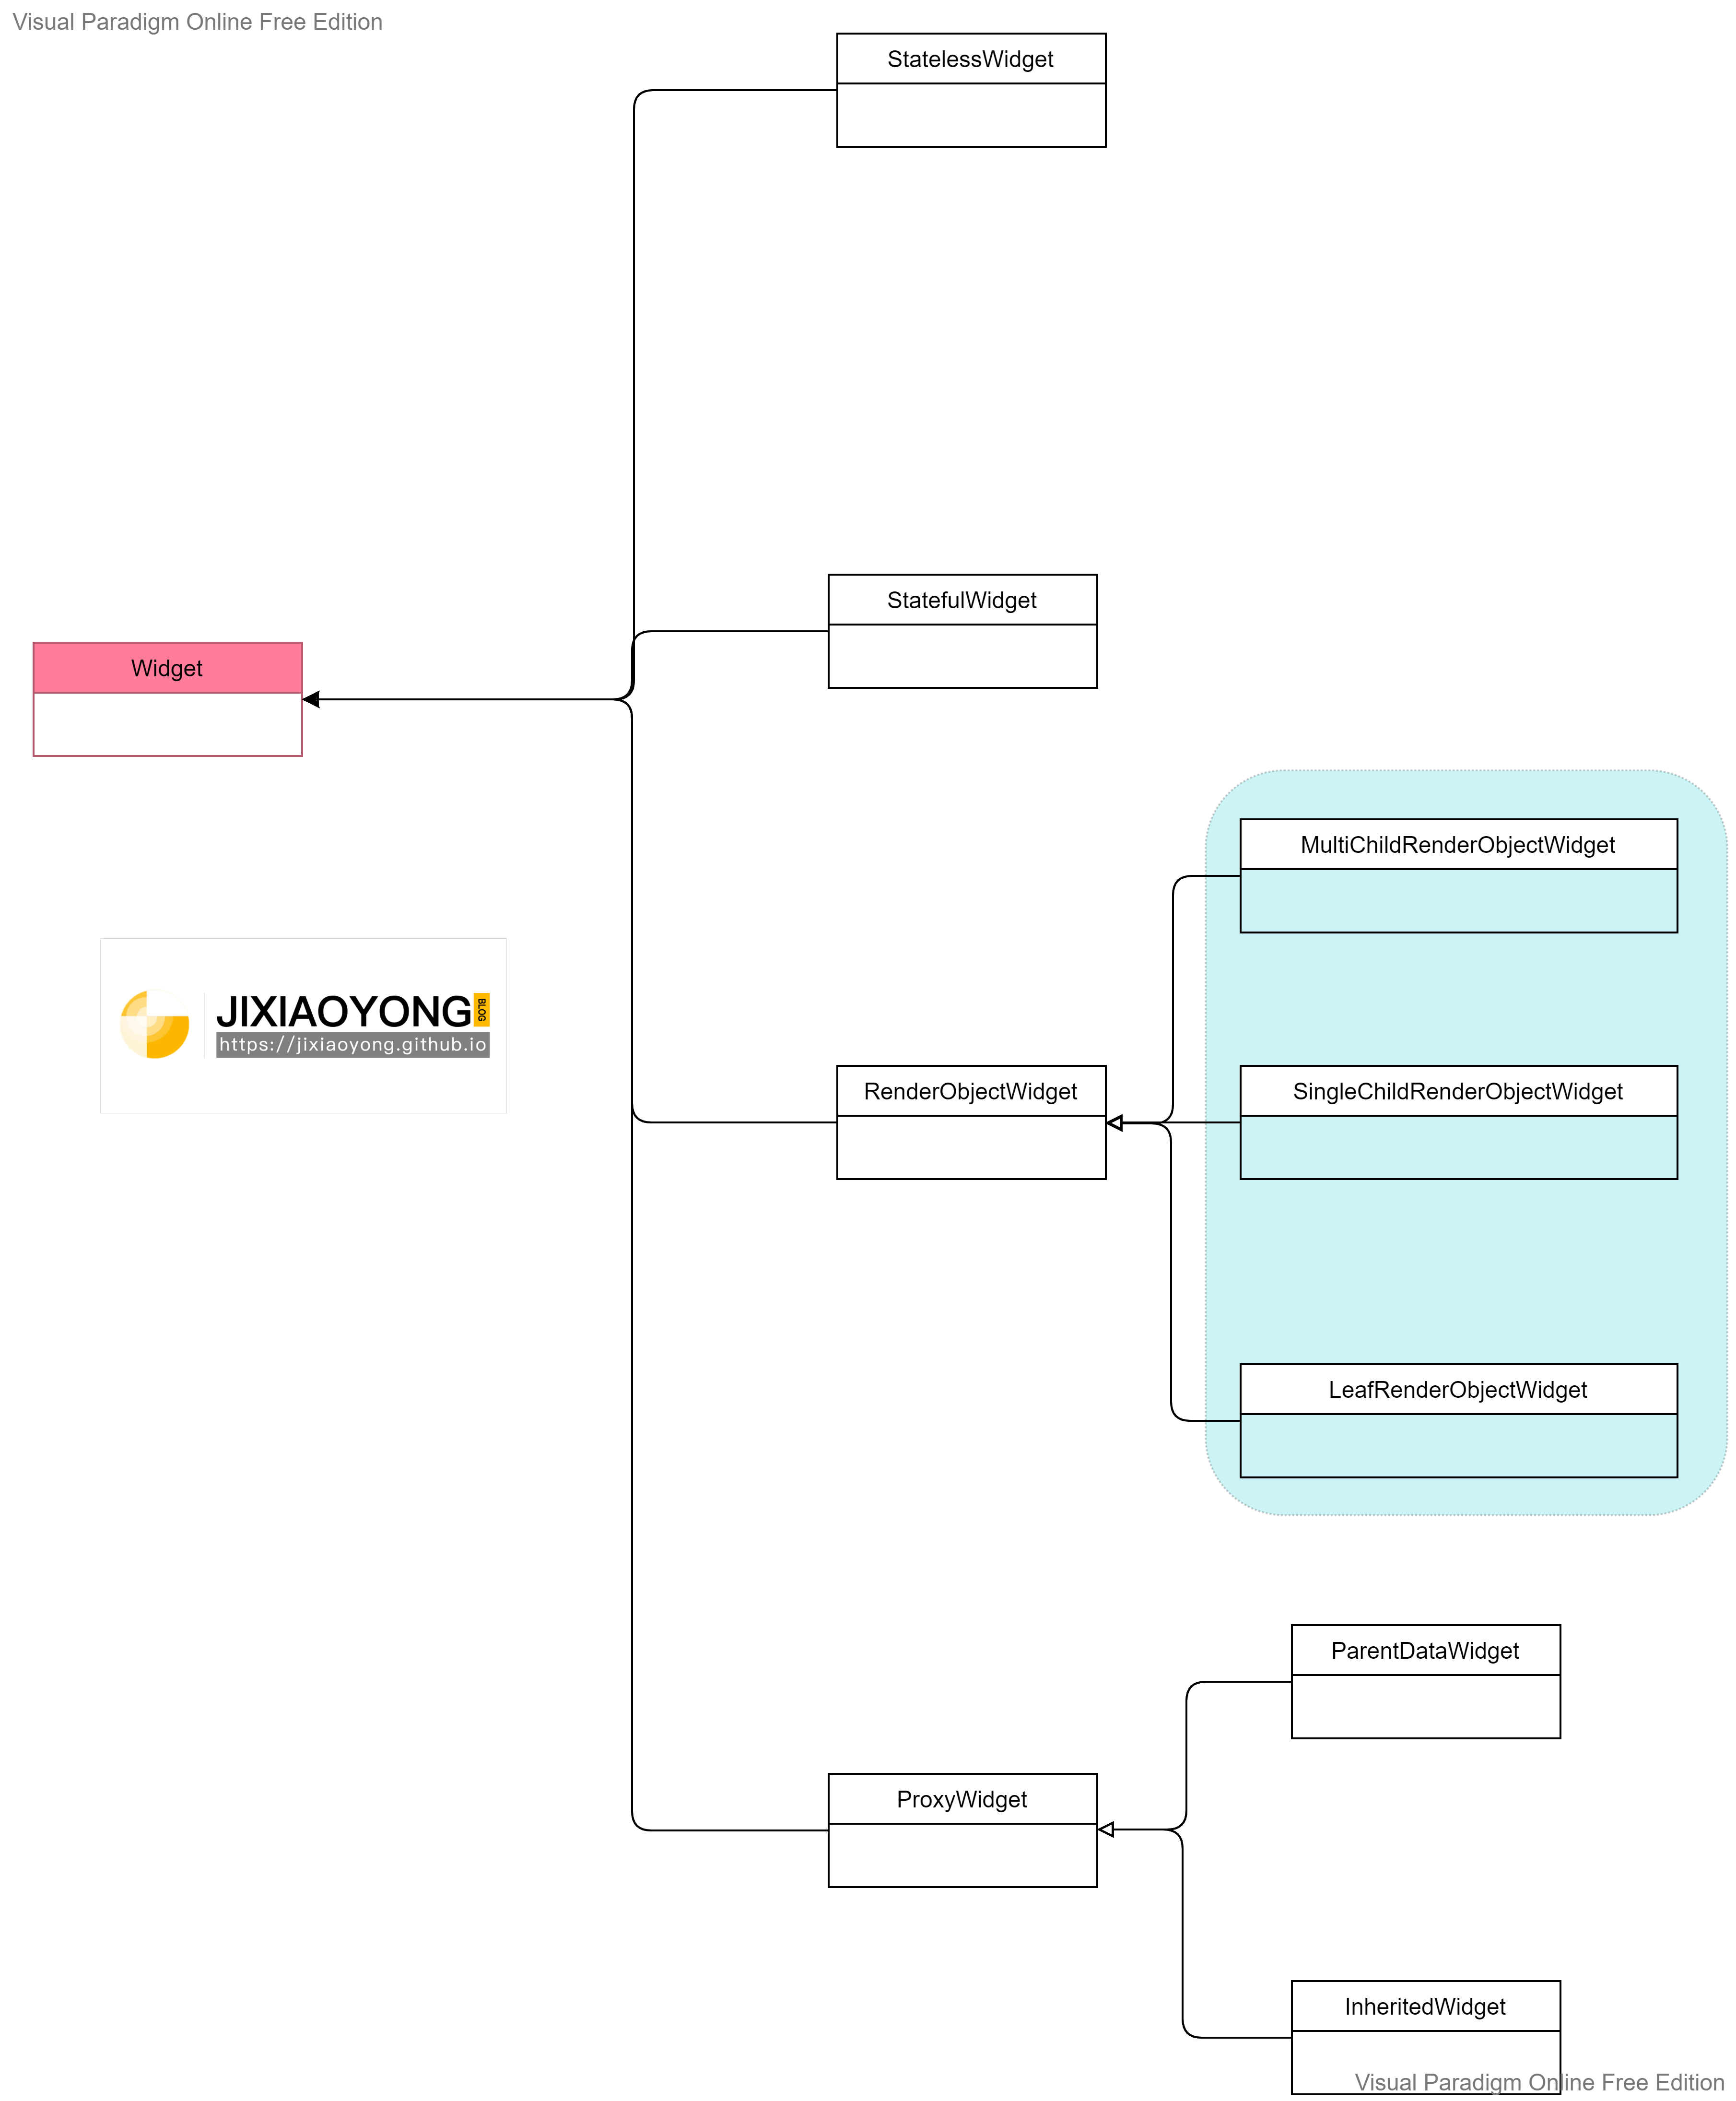 Visual Paradigm Online Free Edition
StatelessWidget
StatefulWidget
Widget
MultiChildRenderObjectWidget
JIXIAOYONG BLOG
https://jixiaoyong.github.io
RenderObjectWidget
SingleChildRenderObjectWidget
LeafRenderObjectWidget
ParentDataWidget
ProxyWidget
InheritedWidget
Visual Paradigm Online Free Edition